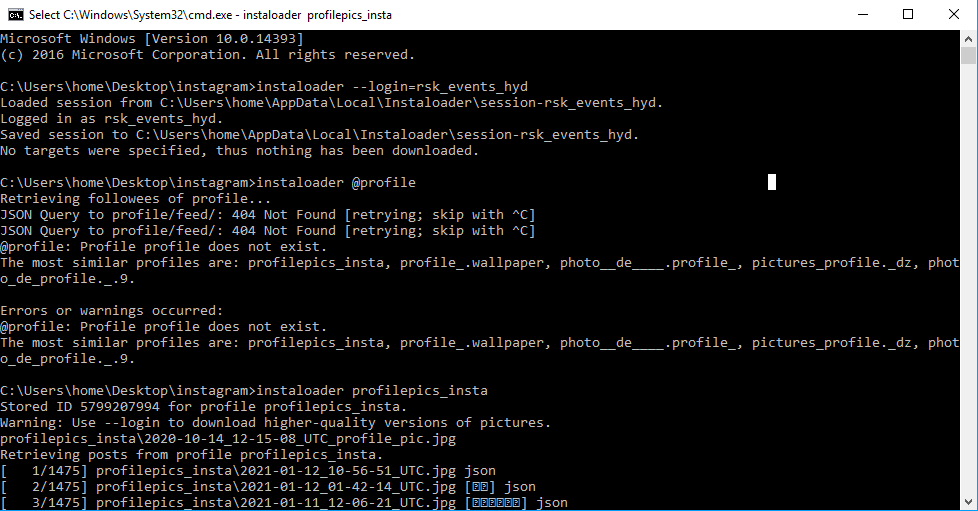 Select C:\Windows\System32\cmd.exe - instaloader  profilepics_insta
Microsoft Windows [Version 10.0.14393]
(c) 2016 Microsoft Corporation. All rights reserved.
C:\Users\home\Desktop\instagram>instaloader --login=rsk_events_hyd
Loaded session from C:\Users\home\AppData\Local\Instaloader\session-rsk_events_hyd.
Logged in as rsk_events_hyd.
Saved session to C:\Users\home\AppData\Local\Instaloader\session-rsk_events_hyd.
No targets were specified, thus nothing has been downloaded.
C:\Users\home\Desktop\instagram>instaloader @profile
Retrieving followees of profile...
JSON Query to profile/feed/: 404 Not Found [retrying; skip with ^C]
JSON Query to profile/feed/: 404 Not Found [retrying; skip with ^C]
@profile: Profile profile does not exist.
The most similar profiles are: profilepics_insta, profile_.wallpaper, photo__de____.profile_, pictures_profile._dz, phot
o_de_profile._.9.
Errors or warnings occurred:
@profile: Profile profile does not exist.
The most similar profiles are: profilepics_insta, profile_.wallpaper, photo__de____.profile_, pictures_profile._dz, phot
o_de_profile._.9.
C:\Users\home\Desktop\instagram>instaloader profilepics_insta
Stored ID 5799207994 for profile profilepics_insta.
Warning: Use --login to download higher-quality versions of pictures.
profilepics_insta\2020-10-14_12-15-08_UTC_profile_pic.jpg
Retrieving posts from profile profilepics_insta.
[   1/1475] profilepics_insta\2021-01-12_10-56-51_UTC.jpg json
[   2/1475] profilepics_insta\2021-01-12_01-42-14_UTC.jpg [⍰⍰] json
[   3/1475] profilepics_insta\2021-01-11_12-06-21_UTC.jpg [⍰⍰⍰⍰⍰⍰] json